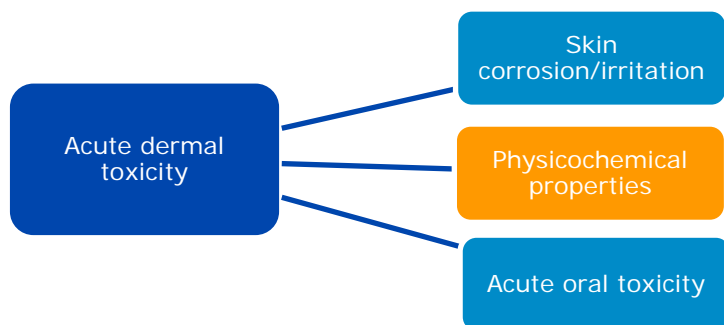 Skin
corrosion/irritation
Acute dermal
toxicity
Physicochemical
properties
Acute oral toxicity